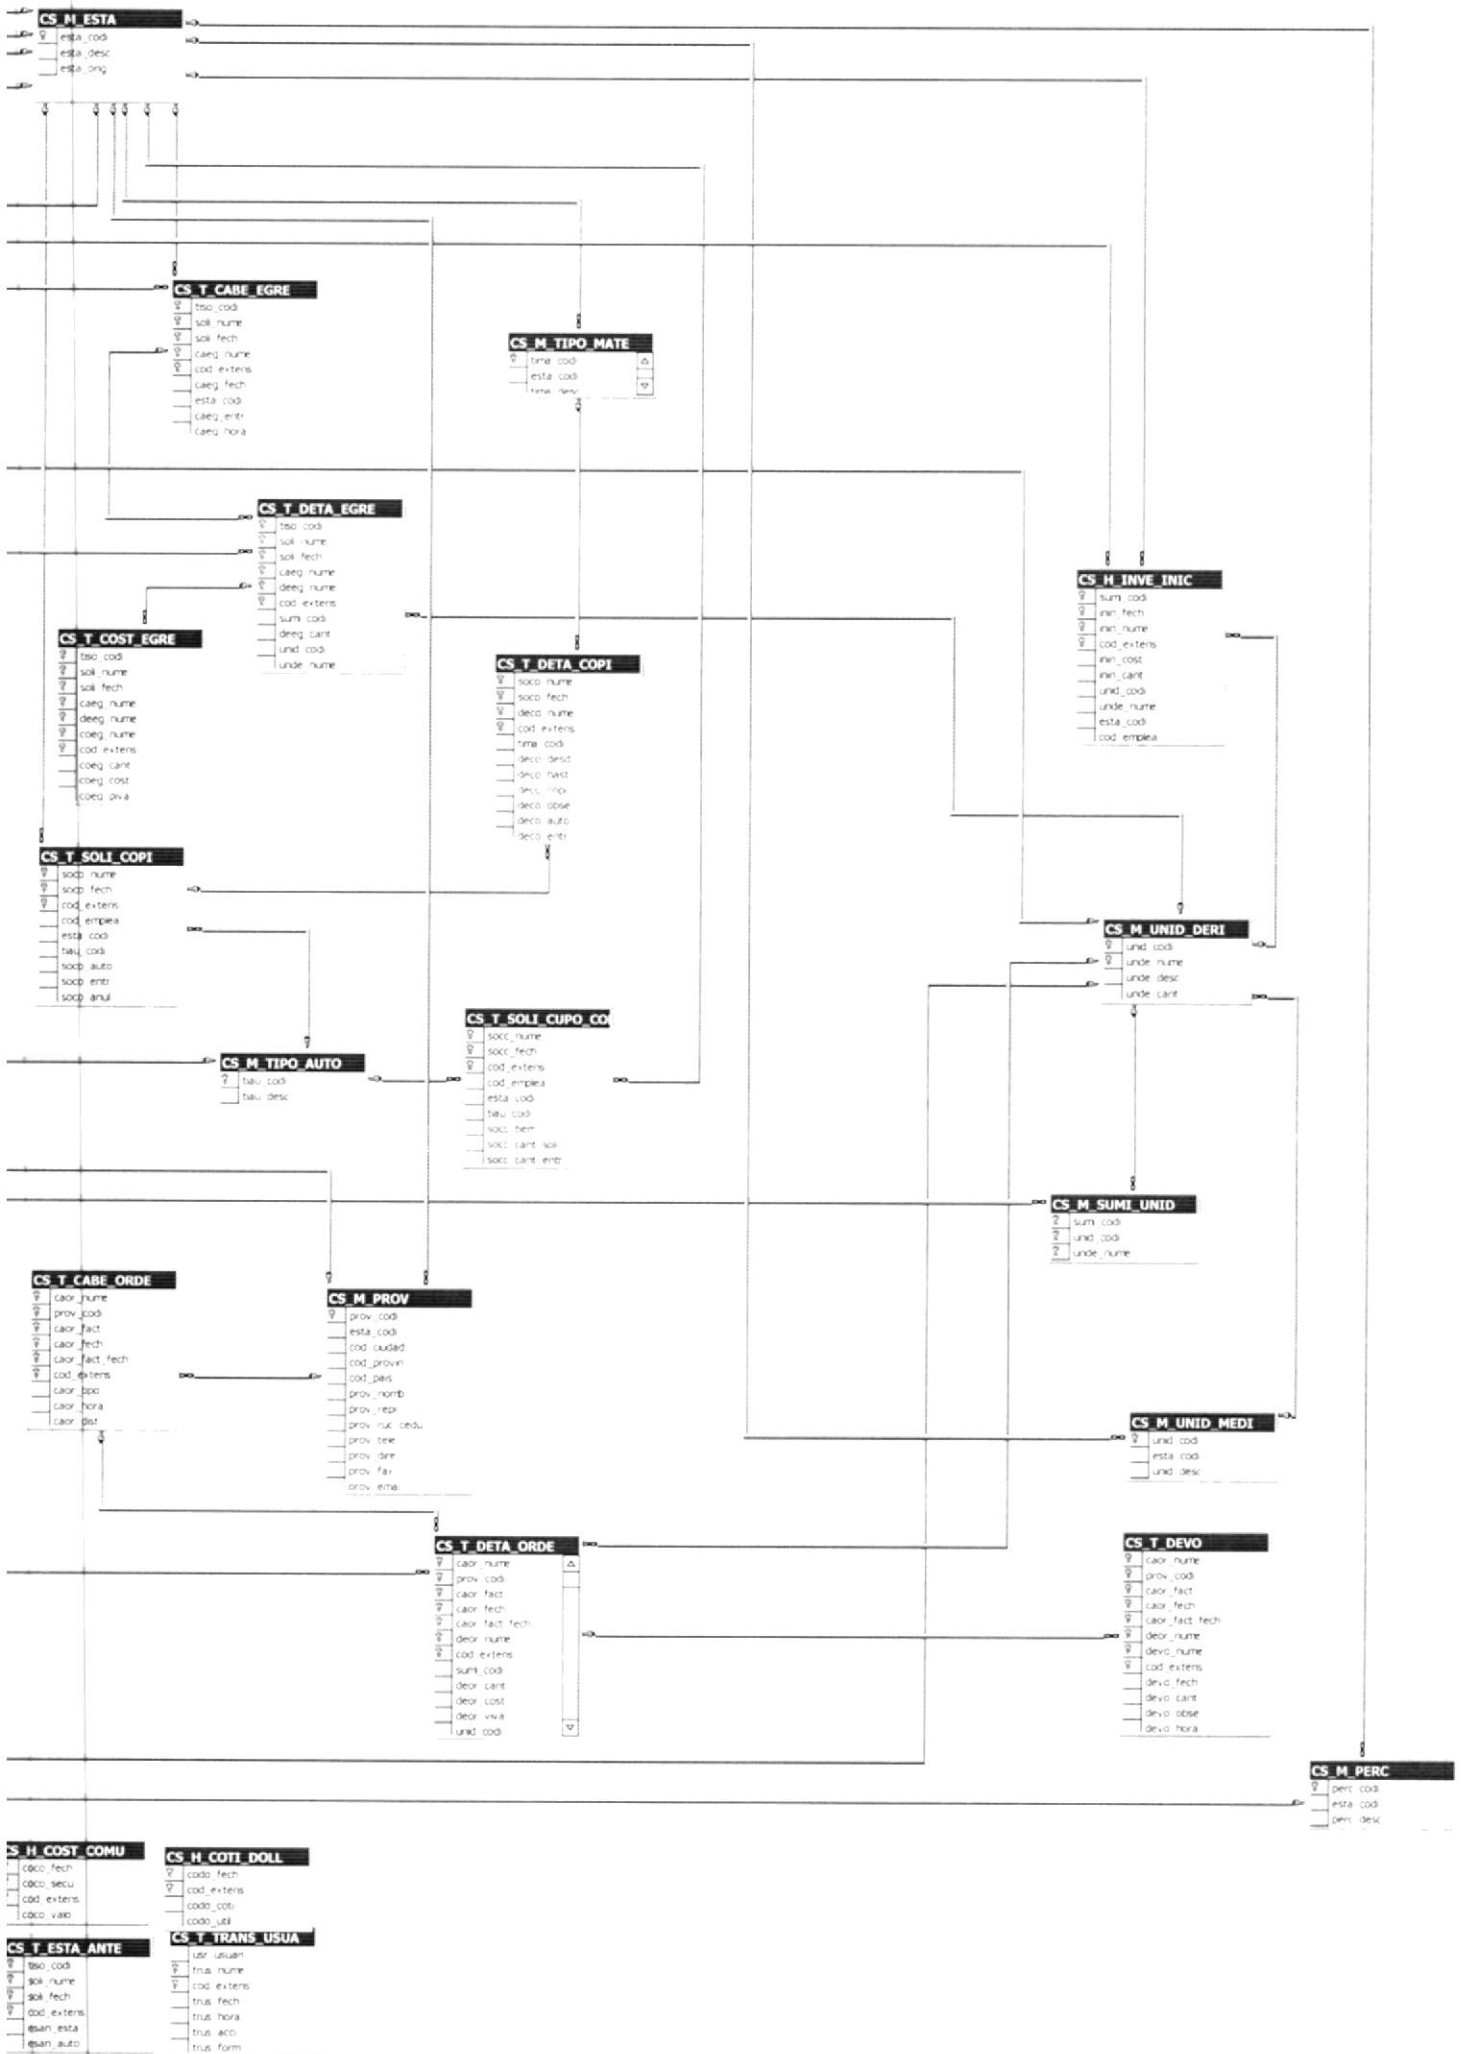 CS_M_ESTA
esta_codi
esta_desc
esta_orig
CS_T_CABE_EGRE
tiso_codi
soli_nume
soli_fech
caeg_nume
cod_extens
caeg_fech
esta_codi
caeg_entr
caeg_hora
CS_M_TIPO_MATE
tima_codi
esta_codi
tima_desc
CS_T_DETA_EGRE
tiso_codi
soli_nume
soli_fech
caeg_nume
deeg_nume
cod_extens
sumi_codi
deeg_cant
unid_codi
unde_nume
CS_H_INVE_INIC
sumi_codi
inin_fech
inin_nume
cod_extens
inin_cost
inin_cant
unid_codi
unde_nume
esta_codi
cod_emplea
CS_T_COST_EGRE
tiso_codi
soli_nume
soli_fech
caeg_nume
deeg_nume
coeg_nume
cod_extens
coeg_cant
coeg_cost
coeg_piva
CS_T_DETA_COPI
soco_nume
soco_fech
deco_nume
cod_extens
tima_codi
deco_desd
deco_hast
deco_obse
deco_auto
deco_entr
CS_T_SOLI_COPI
soco_nume
soco_fech
cod_extens
cod_emplea
esta_codi
tiau_codi
soco_auto
soco_entr
soco_anul
CS_M_UNID_DERI
unid_codi
unde_nume
unde_desc
unde_cant
CS_T_SOLI_CUPO_CO
socc_nume
socc_fech
cod_extens
cod_emplea
esta_codi
tiau_codi
socc_tiem
socc_cant_soli
socc_cant_entr
CS_M_TIPO_AUTO
tiau_codi
tiau_desc
CS_M_SUMI_UNID
sumi_codi
unid_codi
unde_nume
CS_T_CABE_ORDE
caor_nume
prov_codi
caor_fact
caor_fech
caor_fact_fech
cod_extens
caor_tipo
caor_hora
caor_dist
CS_M_PROV
prov_codi
esta_codi
cod_ciudad
cod_provin
cod_pais
prov_nomb
prov_repr
prov_ruc_cedu
prov_tele
prov_dire
prov_fax
prov_emai
CS_M_UNID_MEDI
unid_codi
esta_codi
unid_desc
CS_T_DETA_ORDE
caor_nume
prov_codi
caor_fact
caor_fech
caor_fact_fech
deor_nume
cod_extens
sumi_codi
deor_cant
deor_cost
deor_viva
unid_codi
CS_T_DEVO
caor_nume
prov_codi
caor_fact
caor_fech
caor_fact_fech
deor_nume
devo_nume
cod_extens
devo_fech
devo_cant
devo_obse
devo_hora
CS_M_PERC
perc_codi
esta_codi
perc_desc
CS_H_COST_COMU
coco_fech
coco_secu
cod_extens
coco_valo
CS_H_COTI_DOLL
codo_fech
cod_extens
codo_coti
codo_util
CS_T_ESTA_ANTE
tiso_codi
soli_nume
soli_fech
cod_extens
esan_esta
esan_auto
CS_T_TRANS_USUA
usr_usuari
trus_nume
cod_extens
trus_fech
trus_hora
trus_acci
trus_form